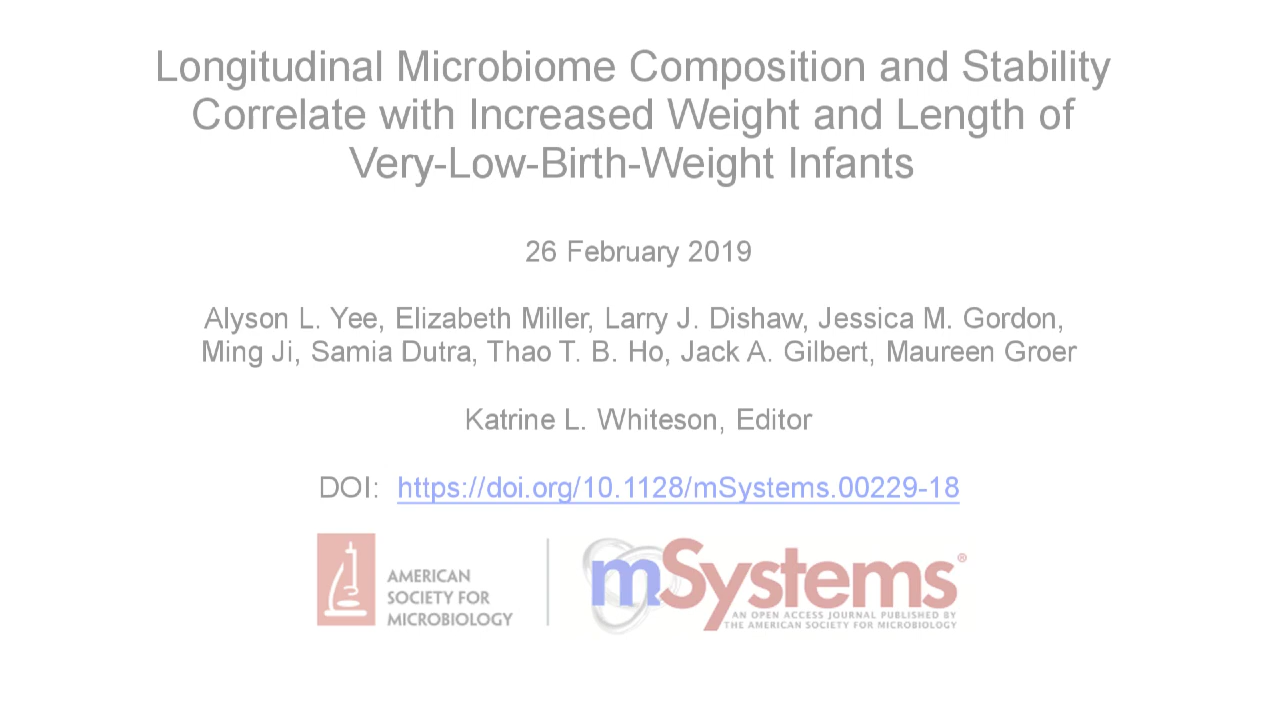 Longitudinal Microbiome Composition and Stability
Correlate with Increased Weight and Length of
Very-Low-Birth-Weight Infants
26 February 2019
Alyson L. Yee, Elizabeth Miller, Larry J. Dishaw, Jessica M. Gordon,
Ming Ji, Samia Dutra, Thao T. B. Ho, Jack A. Gilbert, Maureen Groer
Katrine L. Whiteson, Editor
DOI: https://doi.org/10.1128/mSystems.00229-18
AMERICAN
SOCIETY FOR
MICROBIOLOGY
mSystems®
AN OPEN ACCESS JOURNAL PUBLISHED BY
THE AMERICAN SOCIETY FOR MICROBIOLOGY